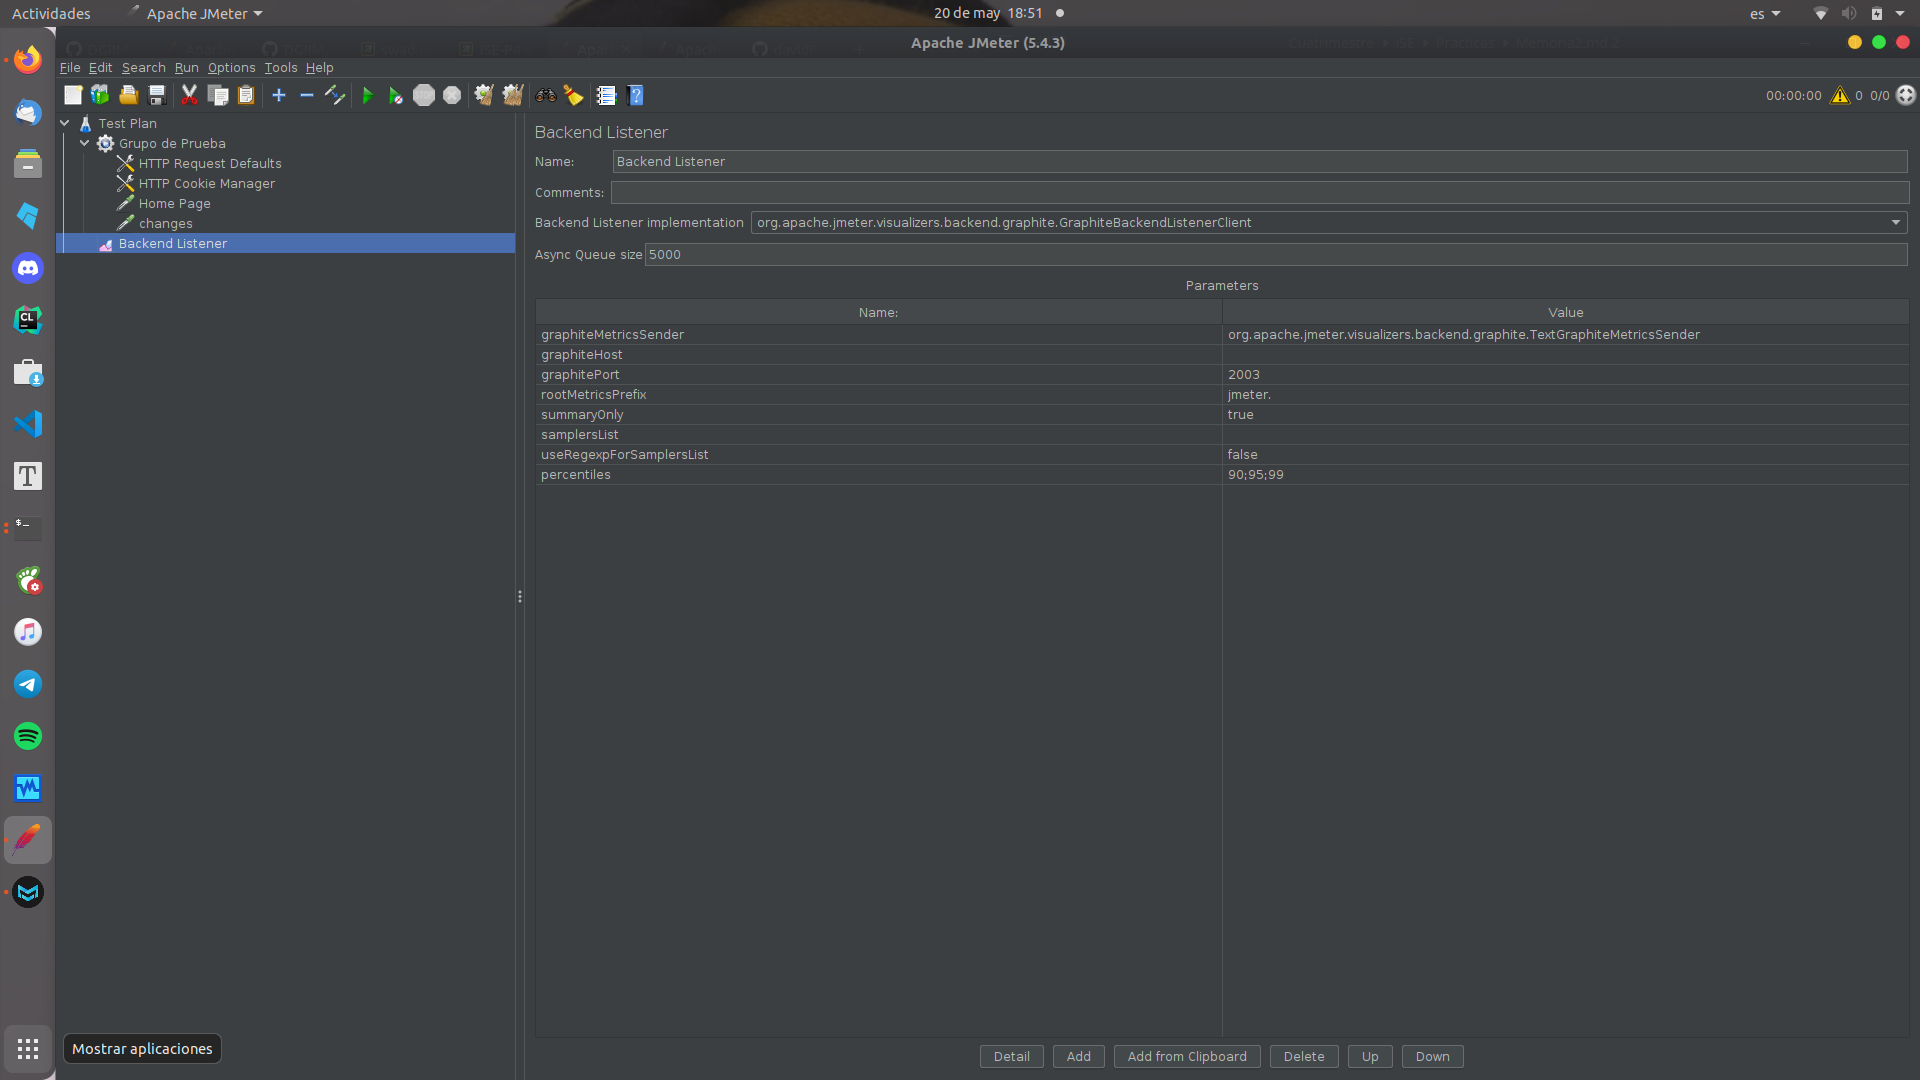 Actividades
Apache JMeter
20 de may 18:51
es
Apache JMeter (5.4.3)
File Edit Search Run Options Tools Help
00:00:00 0 0/0
Test Plan
Grupo de Prueba
HTTP Request Defaults
HTTP Cookie Manager
Home Page
changes
Backend Listener
Backend Listener
Name: Backend Listener
Comments:
Backend Listener implementation org.apache.jmeter.visualizers.backend.graphite.GraphiteBackendListenerClient
Async Queue size 5000
Parameters
Name: Value
graphiteMetricsSender org.apache.jmeter.visualizers.backend.graphite.TextGraphiteMetricsSender
graphiteHost
graphitePort 2003
rootMetricsPrefix jmeter.
summaryOnly true
samplersList
useRegexpForSamplersList false
percentiles 90;95;99
Detail Add Add from Clipboard Delete Up Down
CL
T
$_
Mostrar aplicaciones